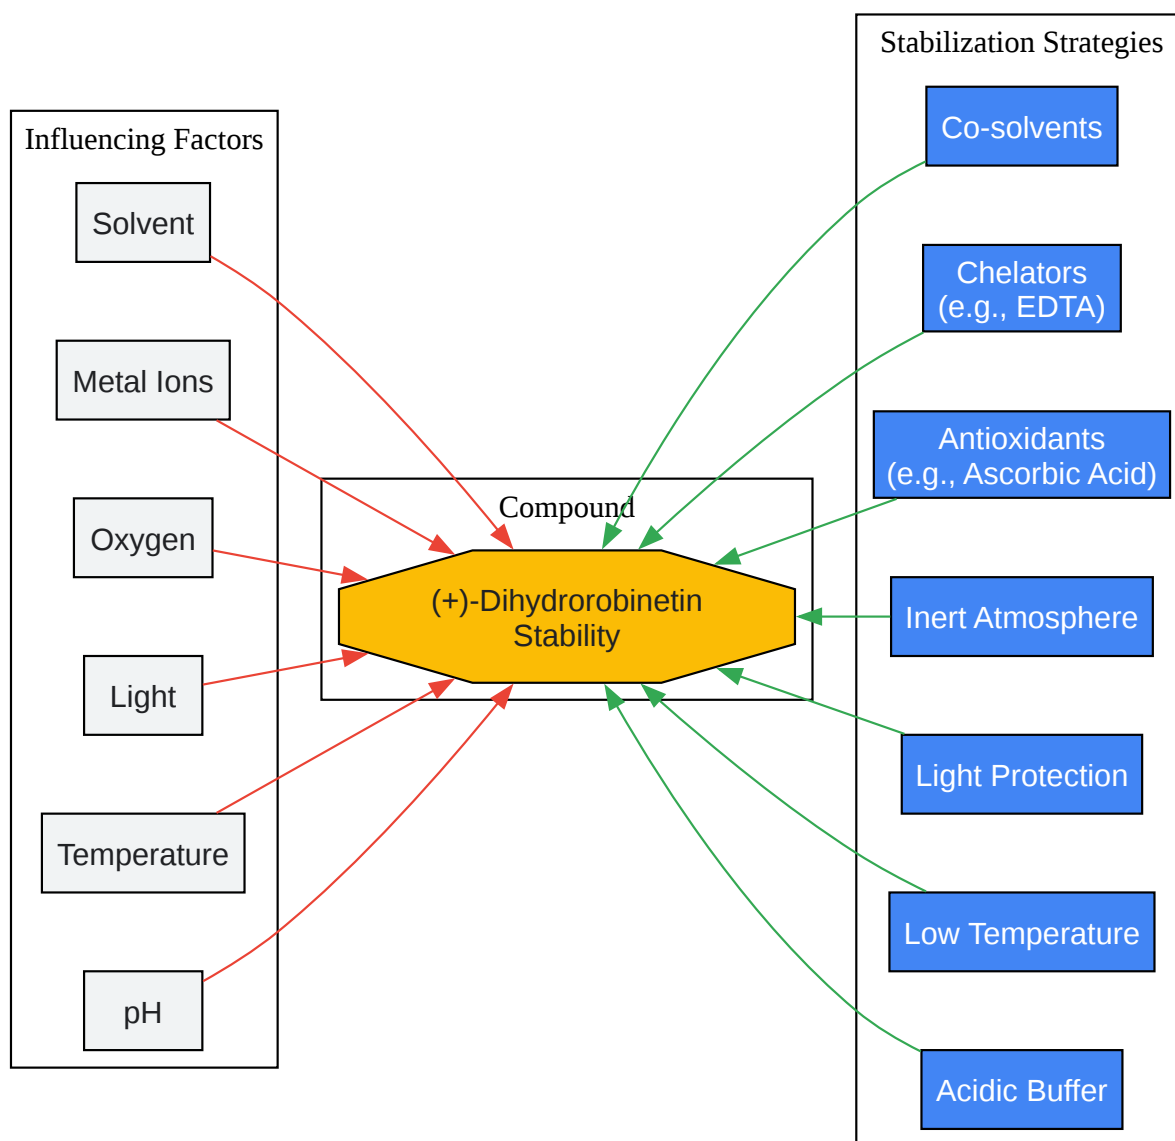 Influencing Factors
Solvent
Metal Ions
Oxygen
Light
Temperature
pH
Compound
(+)-Dihydrorobinetin
Stability
Stabilization Strategies
Co-solvents
Chelators
(e.g., EDTA)
Antioxidants
(e.g., Ascorbic Acid)
Inert Atmosphere
Light Protection
Low Temperature
Acidic Buffer